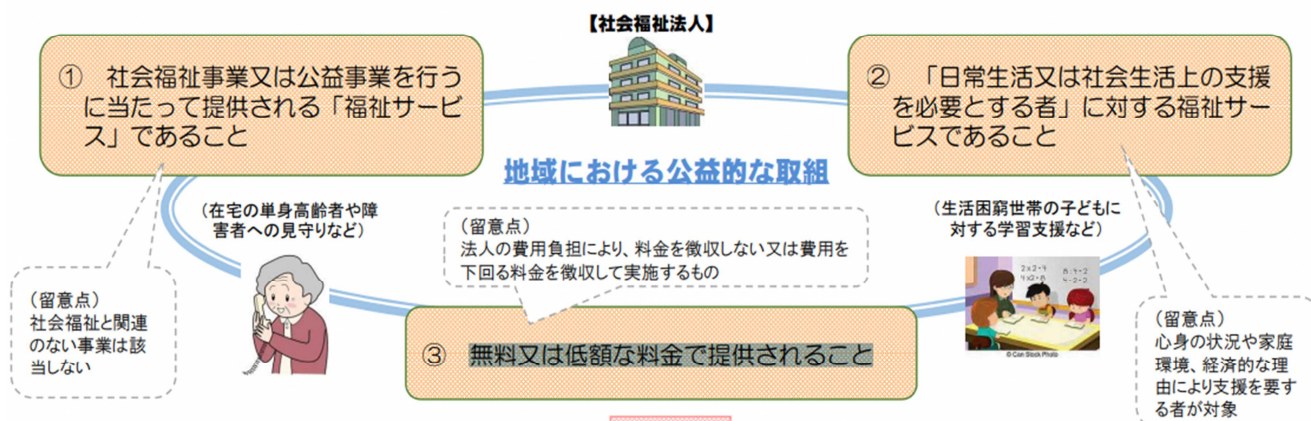 【社会福祉法人】
① 社会福祉事業又は公益事業を行う
に当たって提供される「福祉サービ
ス」であること
② 「日常生活又は社会生活上の支援
を必要とする者」に対する福祉サー
ビスであること
地域における公益的な取組
（在宅の単身高齢者や障
害者への見守りなど）
（留意点）
法人の費用負担により、料金を徴収しない又は費用を
下回る料金を徴収して実施するもの
（生活困窮世帯の子どもに
対する学習支援など）
（留意点）
社会福祉と関連
のない事業は該
当しない
③ 無料又は低額な料金で提供されること
© Can Stock Photo
（留意点）
心身の状況や家庭
環境、経済的な理
由により支援を要す
る者が対象